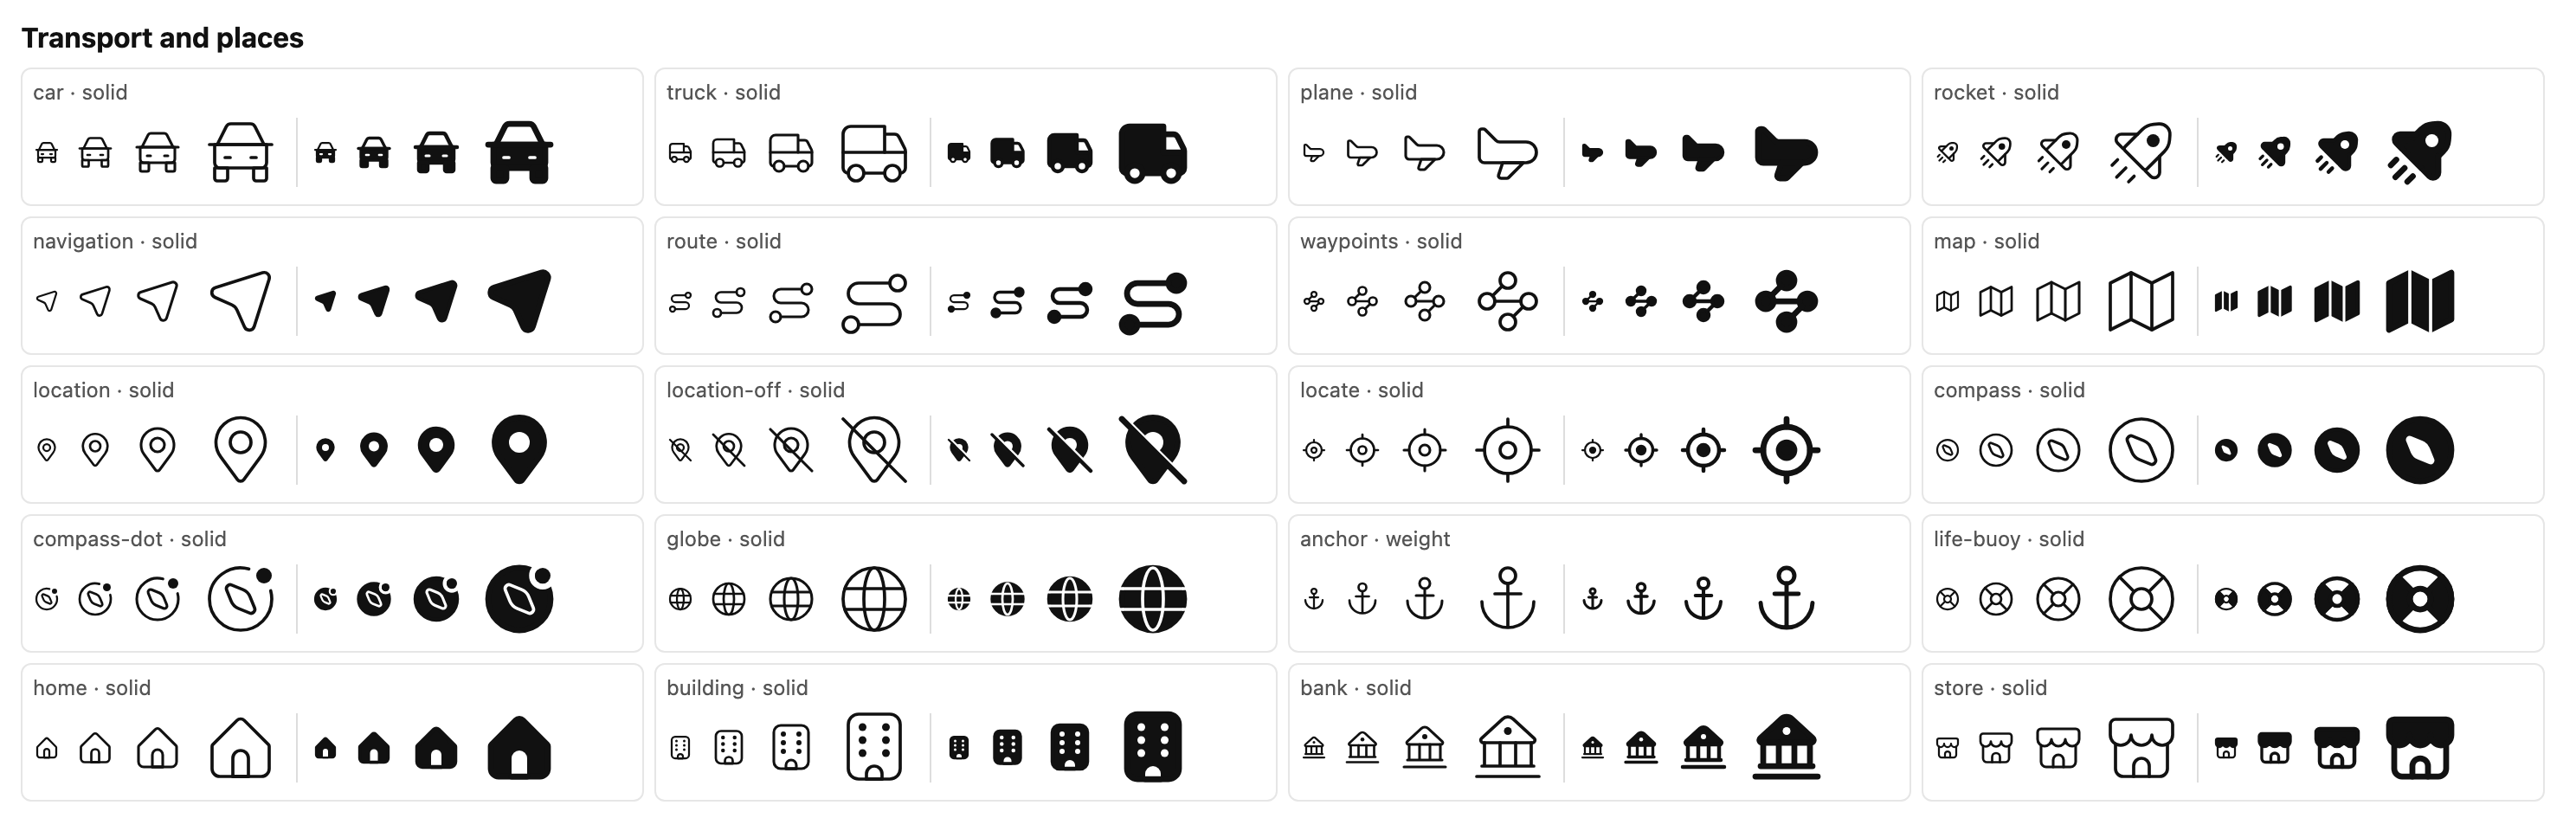 Transport and places
car · solid
truck · solid
plane · solid
rocket · solid
navigation · solid
route · solid
waypoints · solid
map · solid
location · solid
location-off · solid
locate · solid
compass · solid
compass-dot · solid
globe · solid
anchor · weight
life-buoy · solid
home · solid
building · solid
bank · solid
store · solid